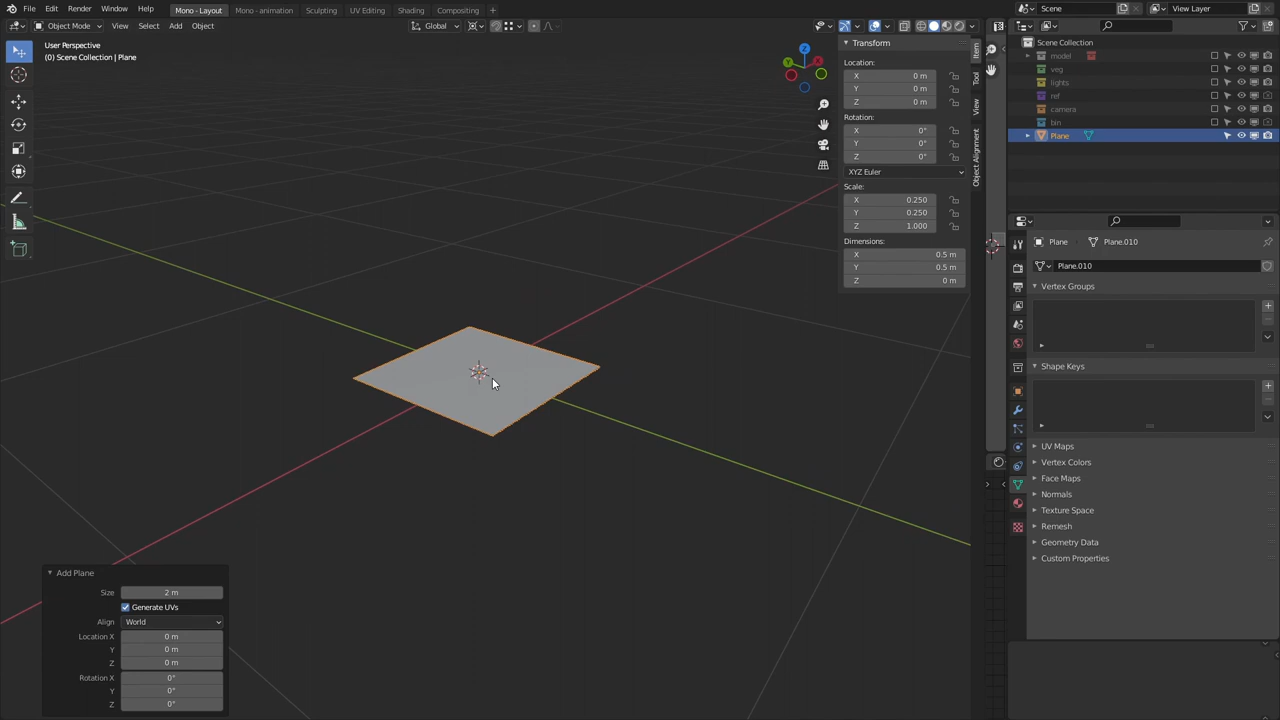 File Edit Render Window Help Mono - Layout Mono - animation Sculpting UV Editing Shading Compositing + Scene View Layer
Object Mode View Select Add Object Global
User Perspective
(0) Scene Collection | Plane
Z
Y
X
Transform
Location:
X 0 m
Y 0 m
Z 0 m
Rotation:
X 0°
Y 0°
Z 0°
XYZ Euler
Scale:
X 0.250
Y 0.250
Z 1.000
Dimensions:
X 0.5 m
Y 0.5 m
Z 0 m
Item
Tool
View
Object Alignment
Scene Collection
model
veg
lights
ref
camera
bin
Plane
Plane Plane.010
Plane.010
Vertex Groups
Shape Keys
UV Maps
Vertex Colors
Face Maps
Normals
Texture Space
Remesh
Geometry Data
Custom Properties
Add Plane
Size 2 m
Generate UVs
Align World
Location X 0 m
Y 0 m
Z 0 m
Rotation X 0°
Y 0°
Z 0°